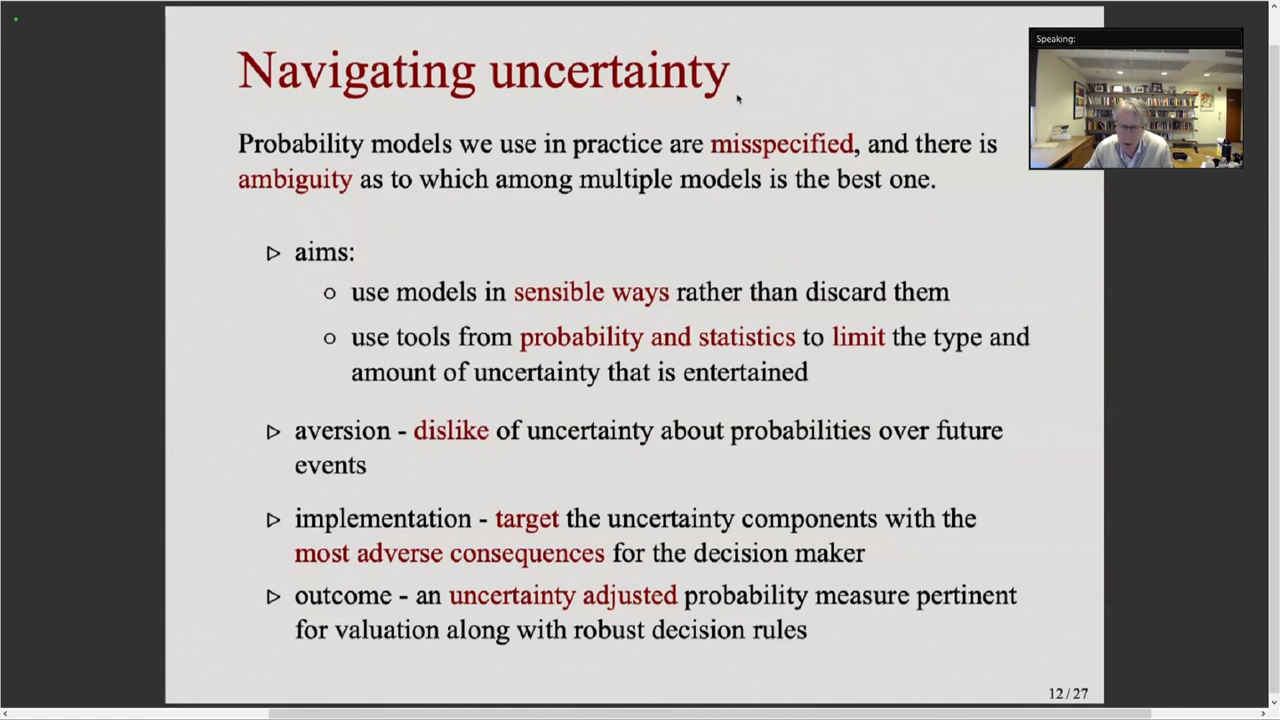 Speaking:
Navigating uncertainty
Probability models we use in practice are misspecified, and there is
ambiguity as to which among multiple models is the best one.
▷ aims:
○ use models in sensible ways rather than discard them
○ use tools from probability and statistics to limit the type and
amount of uncertainty that is entertained
▷ aversion - dislike of uncertainty about probabilities over future
events
▷ implementation - target the uncertainty components with the
most adverse consequences for the decision maker
▷ outcome - an uncertainty adjusted probability measure pertinent
for valuation along with robust decision rules
12/27